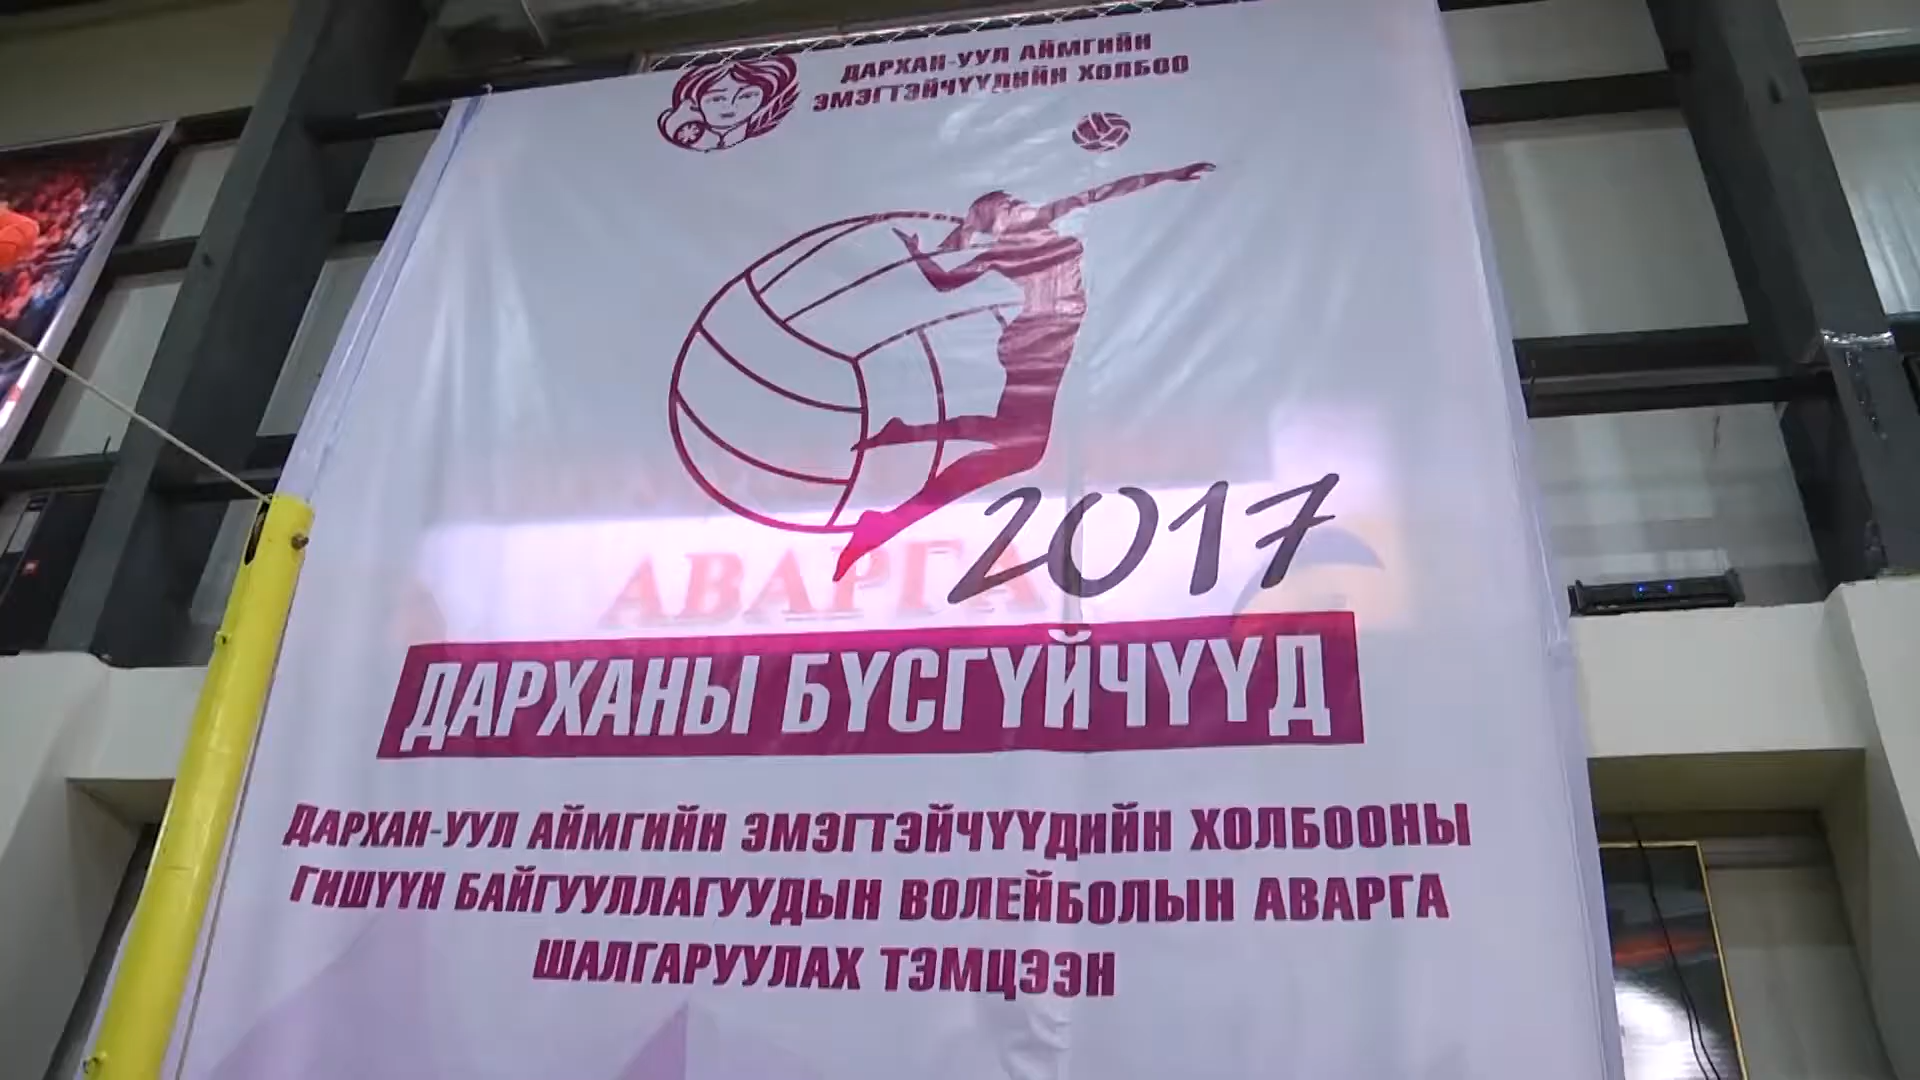 ДАРХАН-УУЛ АЙМГИЙН
ЭМЭГТЭЙЧҮҮДИЙН ХОЛБОО
2017
АВАРГА
ДАРХАНЫ БҮСГҮЙЧҮҮД
ДАРХАН-УУЛ АЙМГИЙН ЭМЭГТЭЙЧҮҮДИЙН ХОЛБООНЫ
ГИШҮҮН БАЙГУУЛЛАГУУДЫН ВОЛЕЙБОЛЫН АВАРГА
ШАЛГАРУУЛАХ ТЭМЦЭЭН